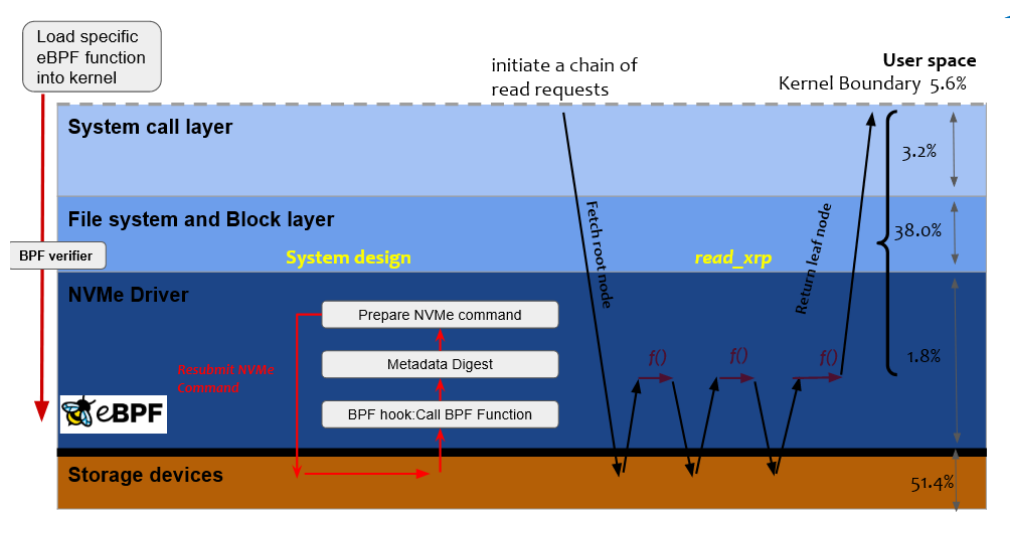 Load specific
eBPF function
into kernel
initiate a chain of
read requests
User space
Kernel Boundary 5.6%
System call layer
3.2%
File system and Block layer
38.0%
BPF verifier
System design
read_xrp
Fetch root node
Return leaf node
NVMe Driver
Prepare NVMe command
Metadata Digest
Resubmit NVMe
Command
BPF hook:Call BPF Function
f()
f()
f()
1.8%
eBPF
Storage devices
51.4%